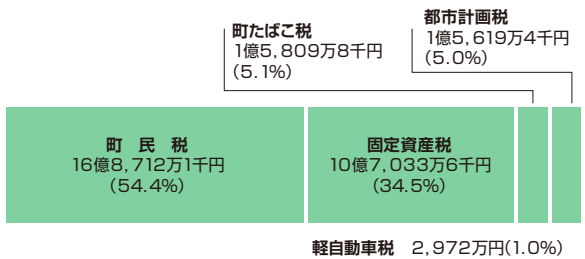 町たばこ税
1億5,809万8千円
(5.1%)
都市計画税
1億5,619万4千円
(5.0%)
町　民　税
16億8,712万1千円
(54.4%)
固定資産税
10億7,033万6千円
(34.5%)
軽自動車税　2,972万円(1.0%)